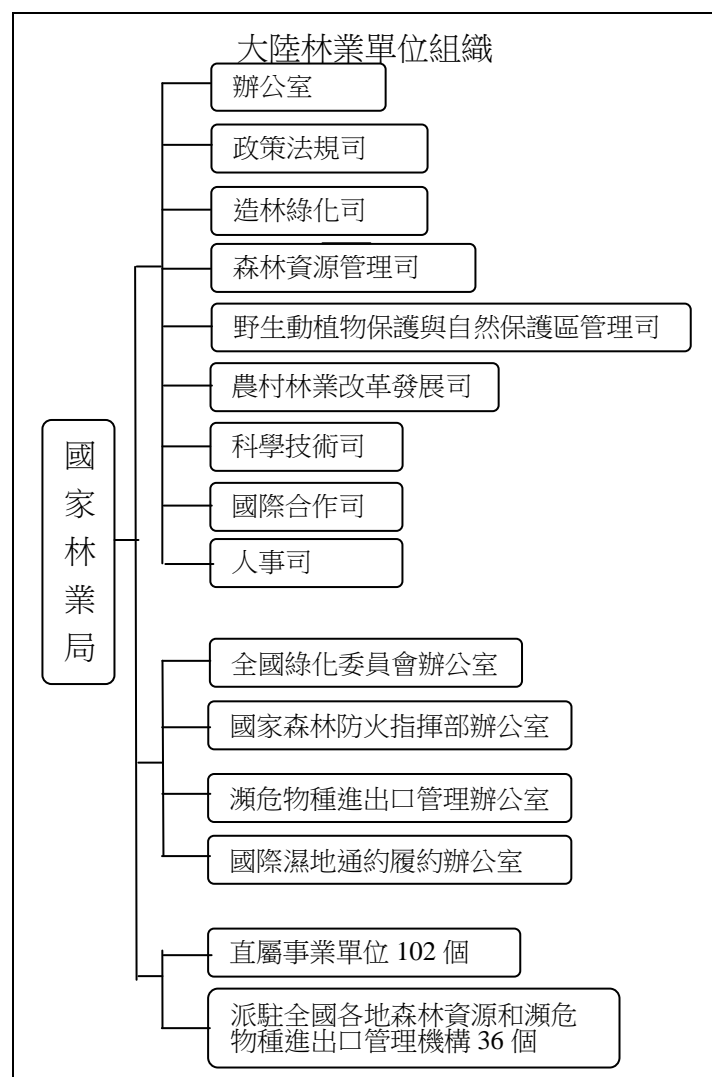 大陸林業單位組織
辦公室
政策法規司
造林綠化司
森林資源管理司
野生動植物保護與自然保護區管理司
農村林業改革發展司
科學技術司
國際合作司
人事司
國家林業局
全國綠化委員會辦公室
國家森林防火指揮部辦公室
瀕危物種進出口管理辦公室
國際濕地通約履約辦公室
直屬事業單位 102 個
派駐全國各地森林資源和瀕危
物種進出口管理機構 36 個